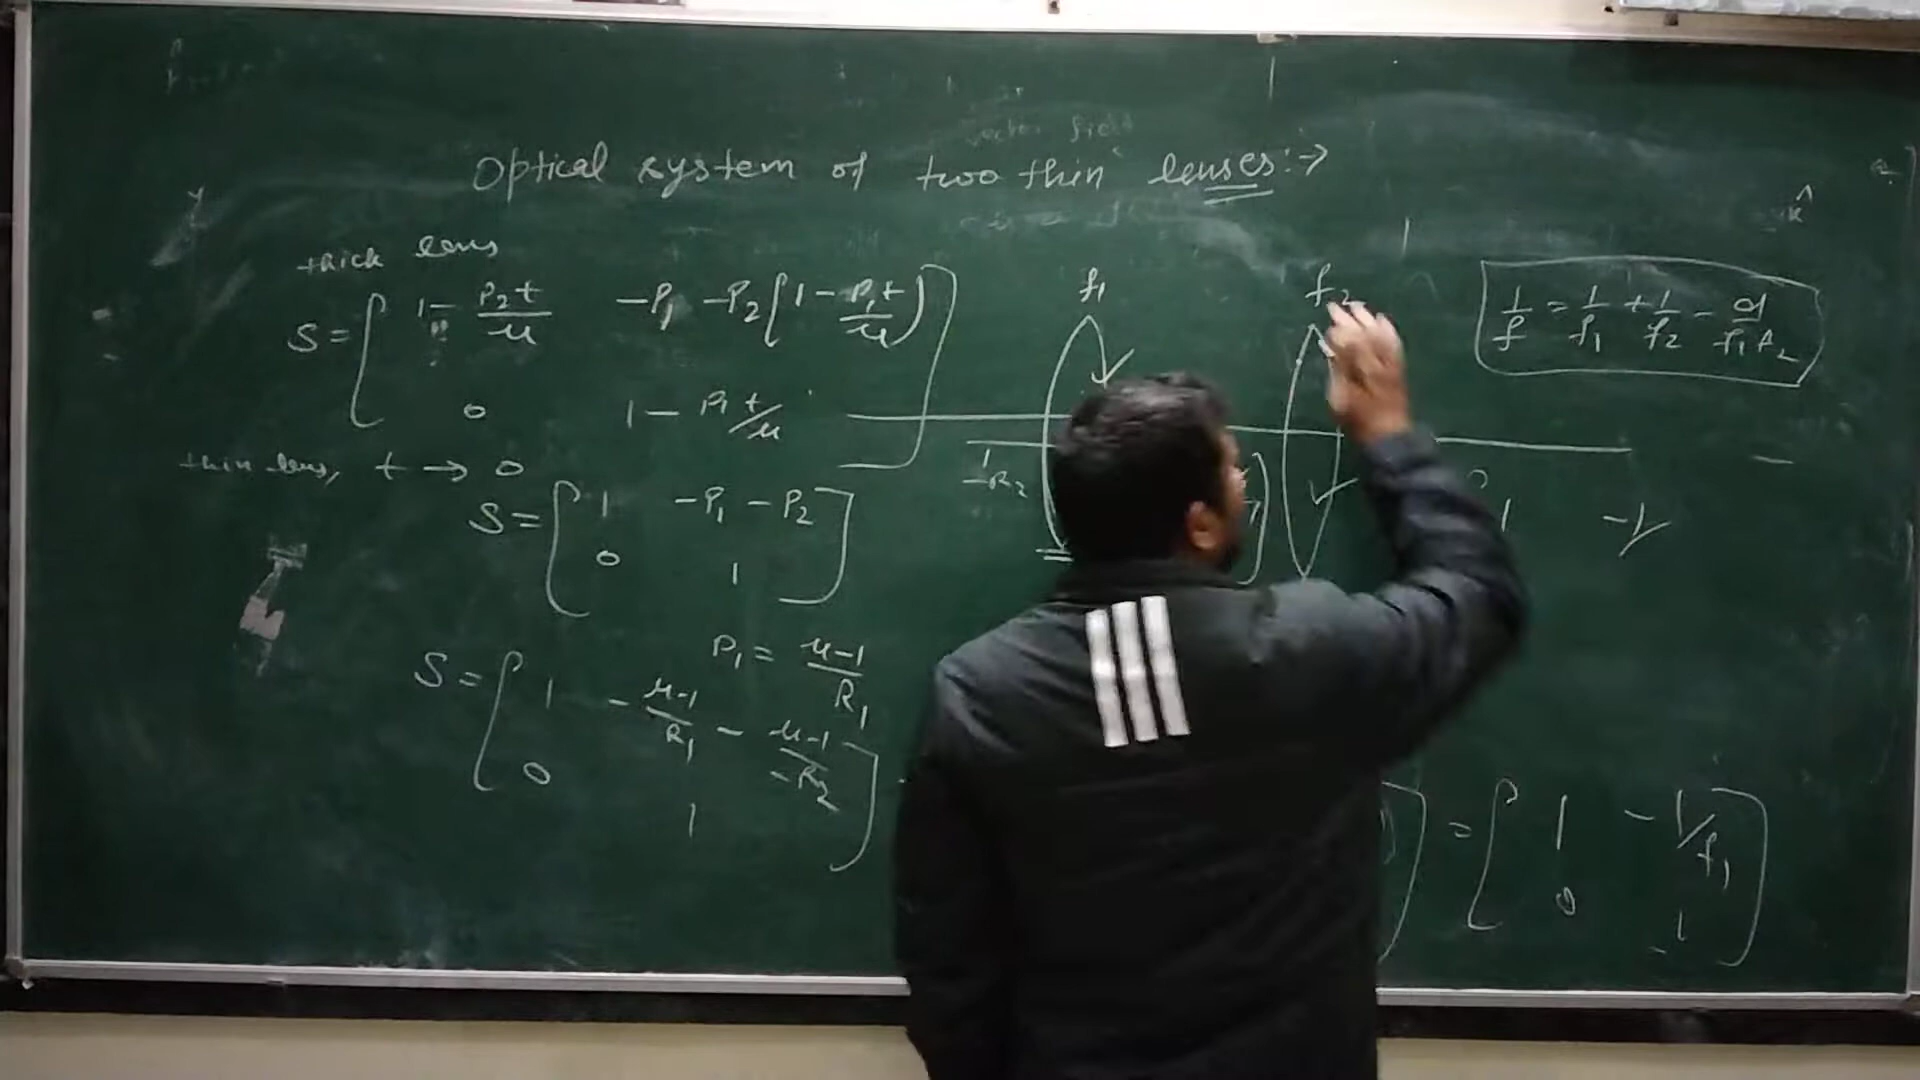 Optical system of two thin lenses:→
thick lens
S = [ 1 - P2t/μ   -P1 -P2(1 - P1t/μ)
0   1 - P1t/μ ]
thin lens, t → 0
S = [ 1   -P1 - P2
0   1 ]
P1 = μ-1/R1
S = [ 1   - μ-1/R1 - μ-1/-R2
0   1 ]
f1
f2
1/f = 1/f1 + 1/f2 - d/f1f2
= [ 1   -1/f1
0   1 ]